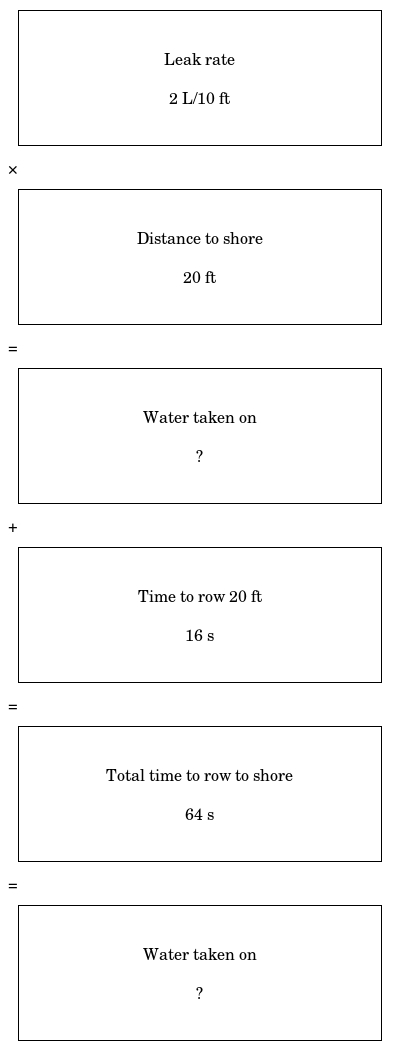 Leak rate
2 L/10 ft
×
Distance to shore
20 ft
=
Water taken on
?
+
Time to row 20 ft
16 s
=
Total time to row to shore
64 s
=
Water taken on
?